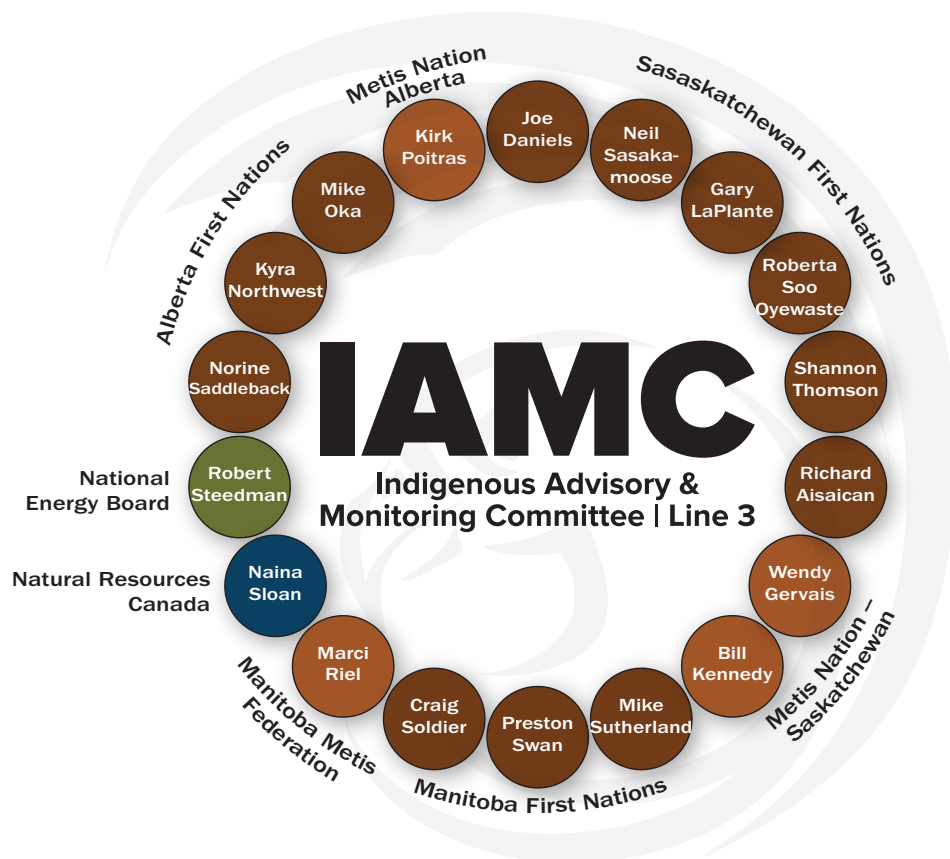 Metis Nation
Alberta
Sasaskatchewan First Nations
Alberta First Nations
Joe
Daniels
Kirk
Poitras
Neil
Sasaka-
moose
Mike
Oka
Gary
LaPlante
Kyra
Northwest
Roberta
Soo
Oyewaste
Norine
Saddleback
Shannon
Thomson
IAMC
Indigenous Advisory &
Monitoring Committee | Line 3
National
Energy Board
Robert
Steedman
Richard
Aisaican
Natural Resources
Canada
Naina
Sloan
Wendy
Gervais
Metis Nation –
Saskatchewan
Marci
Riel
Bill
Kennedy
Manitoba Metis
Federation
Craig
Soldier
Preston
Swan
Mike
Sutherland
Manitoba First Nations